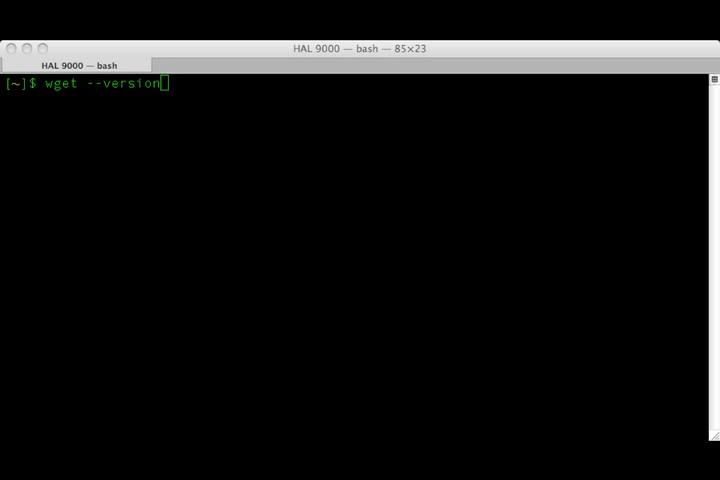 HAL 9000 — bash — 85×23
HAL 9000 — bash
[~]$ wget --version